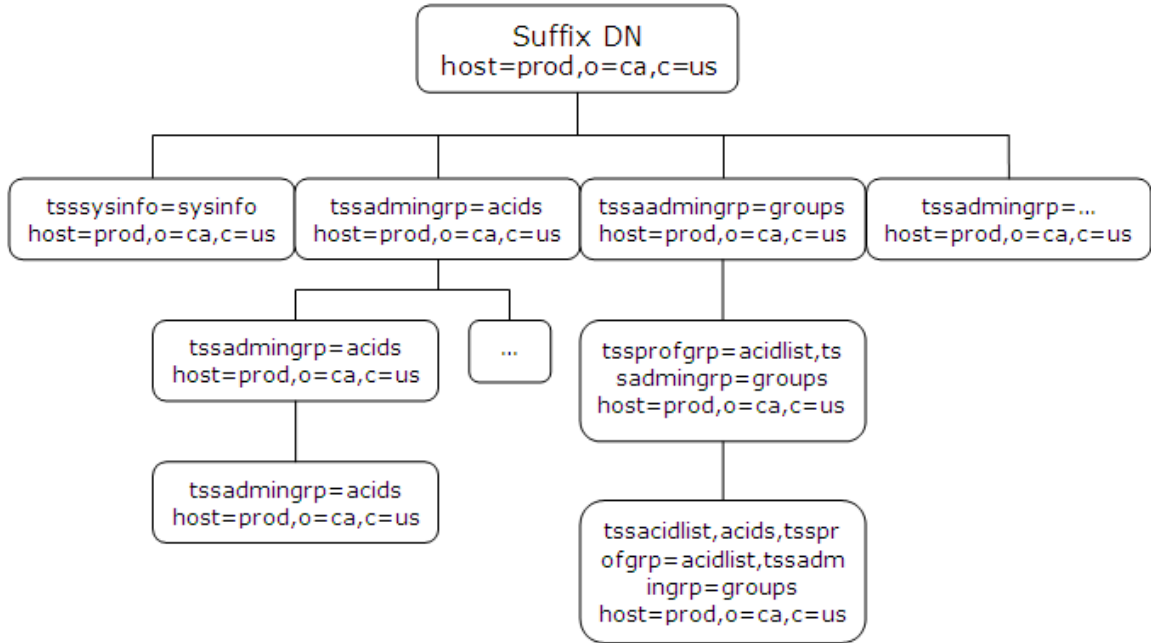 Suffix DN
host=prod,o=ca,c=us
tsssysinfo=sysinfo
host=prod,o=ca,c=us
tssadmingrp=acids
host=prod,o=ca,c=us
tssaadmingrp=groups
host=prod,o=ca,c=us
tssadmingrp=...
host=prod,o=ca,c=us
tssadmingrp=acids
host=prod,o=ca,c=us
...
tssprofgrp=acidlist,ts
sadmingrp=groups
host=prod,o=ca,c=us
tssadmingrp=acids
host=prod,o=ca,c=us
tssacidlist,acids,tsspr
ofgrp=acidlist,tssadm
ingrp=groups
host=prod,o=ca,c=us